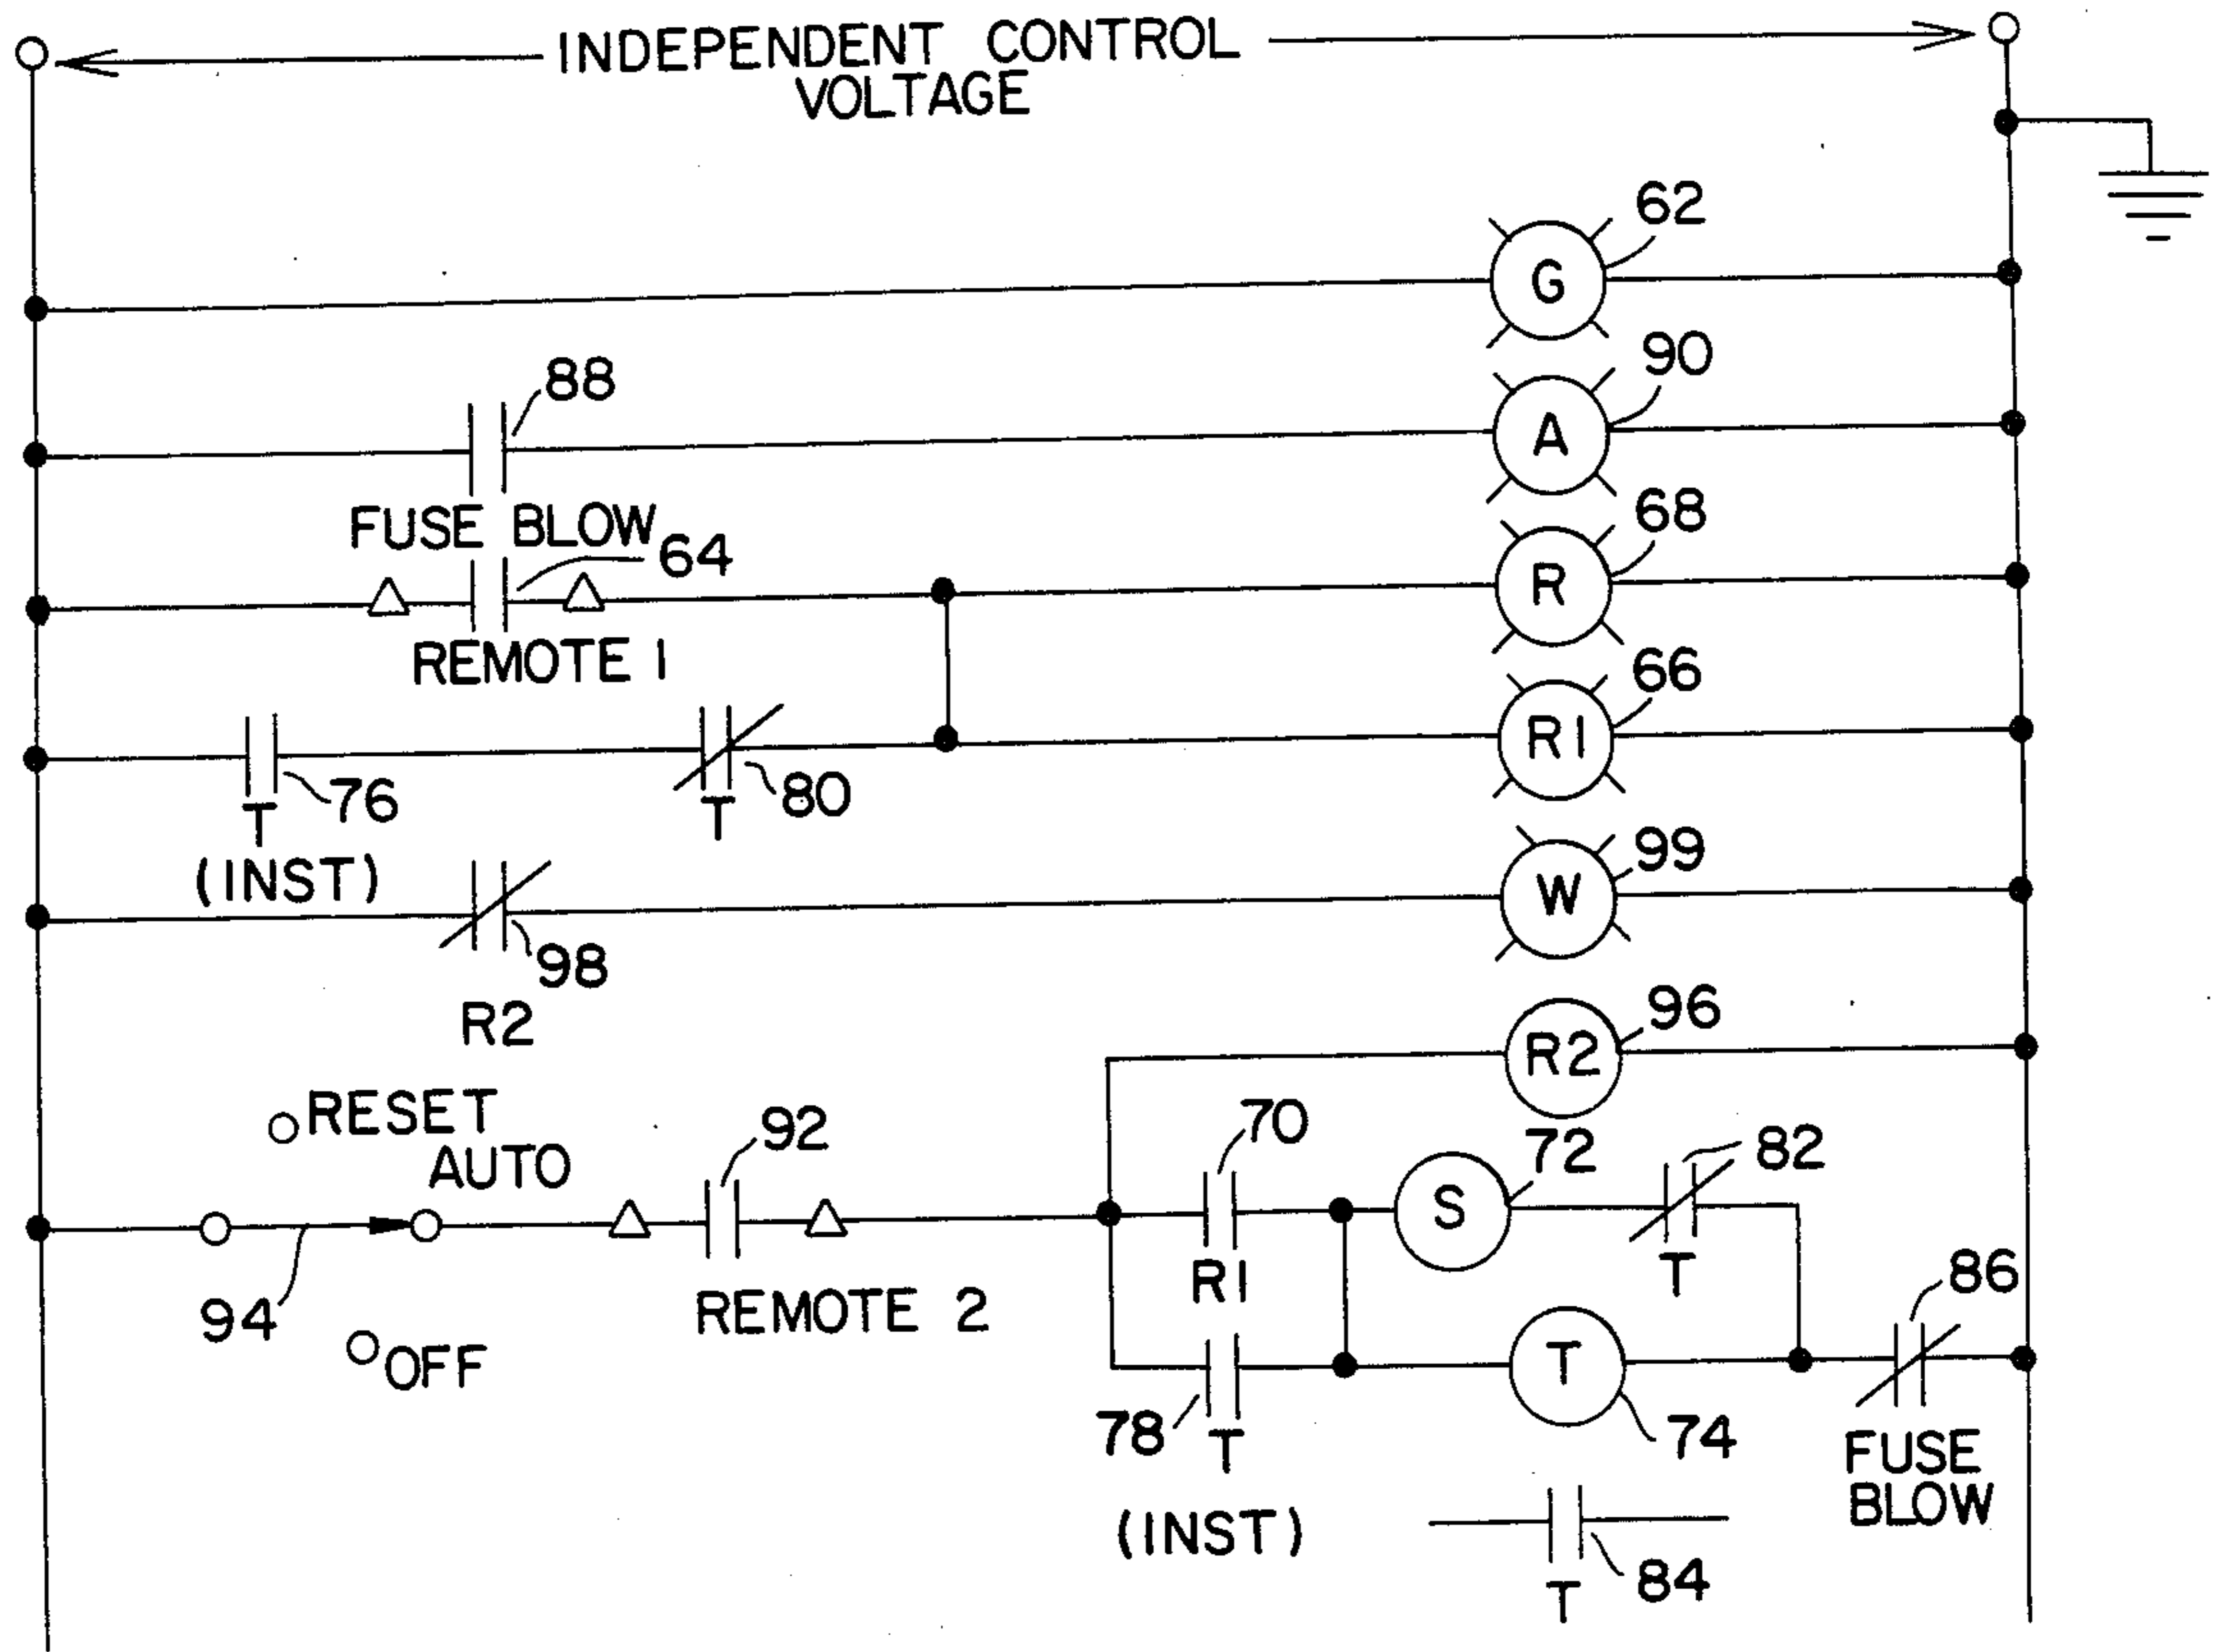 INDEPENDENT CONTROL
VOLTAGE
62
G
90
A
88
FUSE BLOW
68
R
64
REMOTE 1
66
R1
76
T
(INST)
80
T
99
W
98
R2
96
R2
RESET
AUTO
92
70
72
S
82
T
94
OFF
REMOTE 2
R1
86
78
T
(INST)
T
74
FUSE
BLOW
84
T